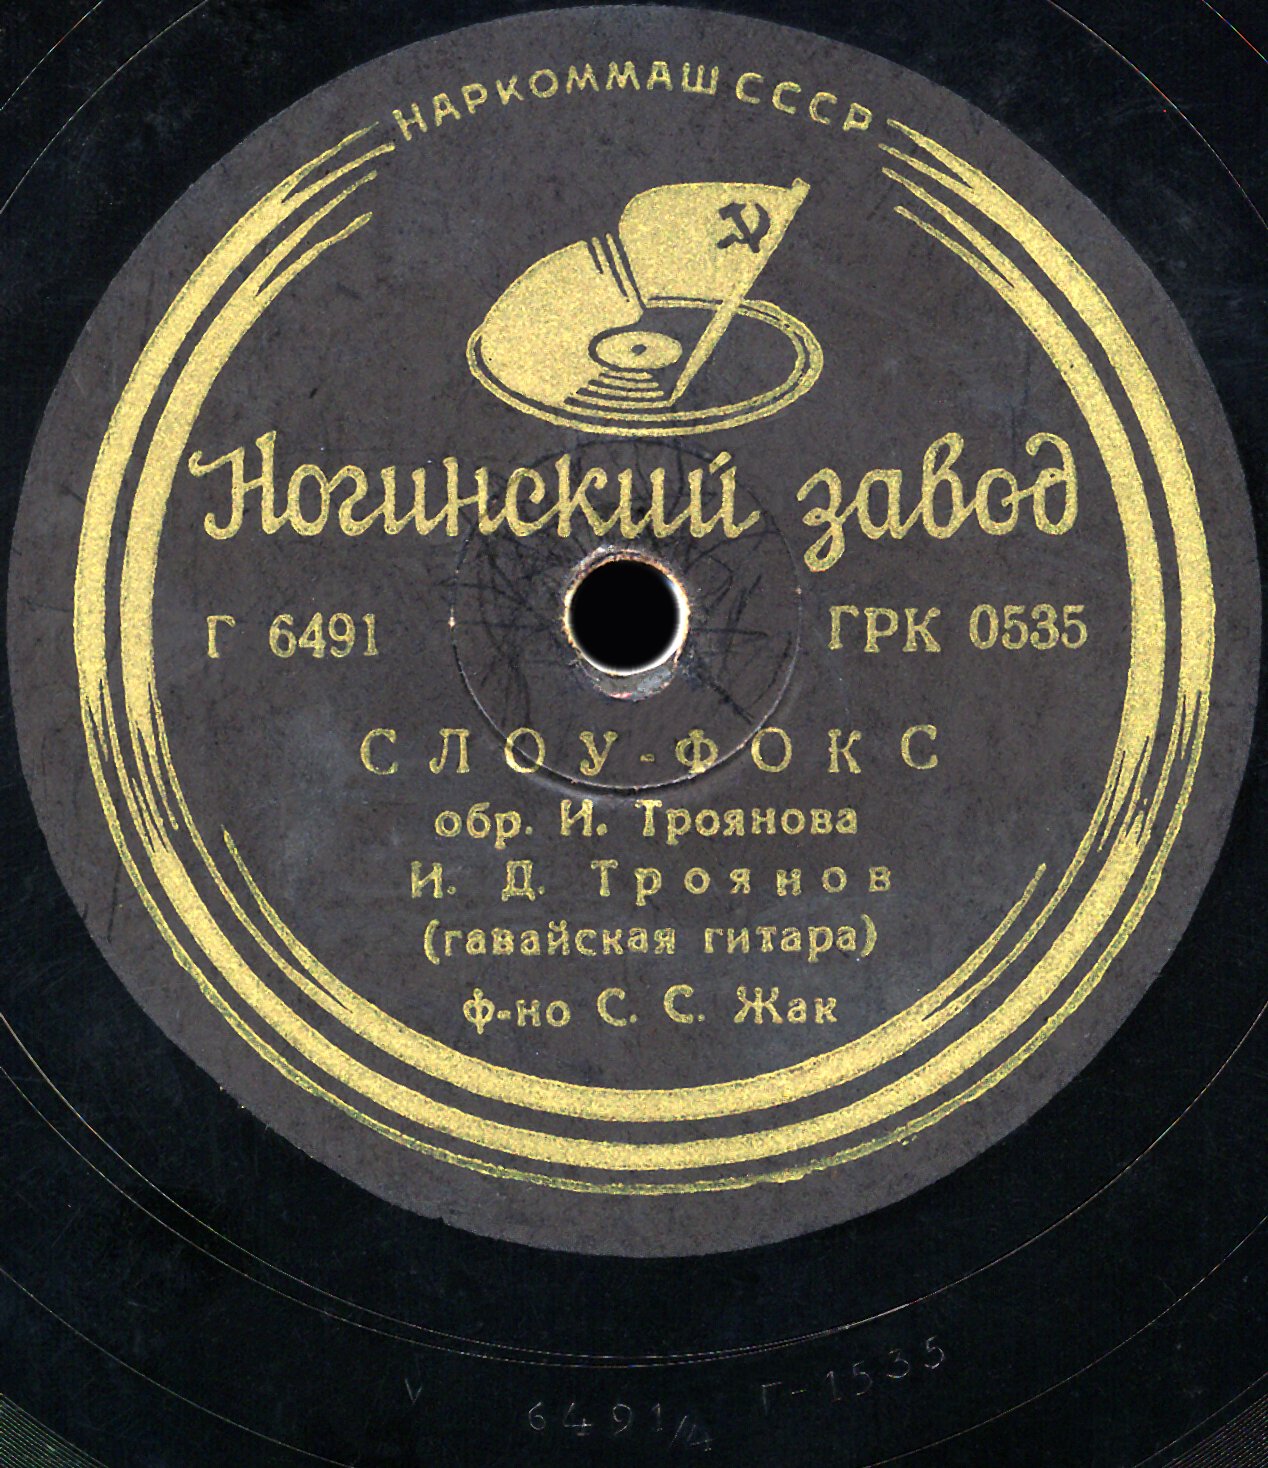 НАРКОММАШ СССР
Ногинский завод
Г 6491 ГРК 0535
СЛОУ-ФОКС
обр. И. Троянова
И. Д. Троянов
(гавайская гитара)
ф-но С. С. Жак
V 6491/4 Г-1535